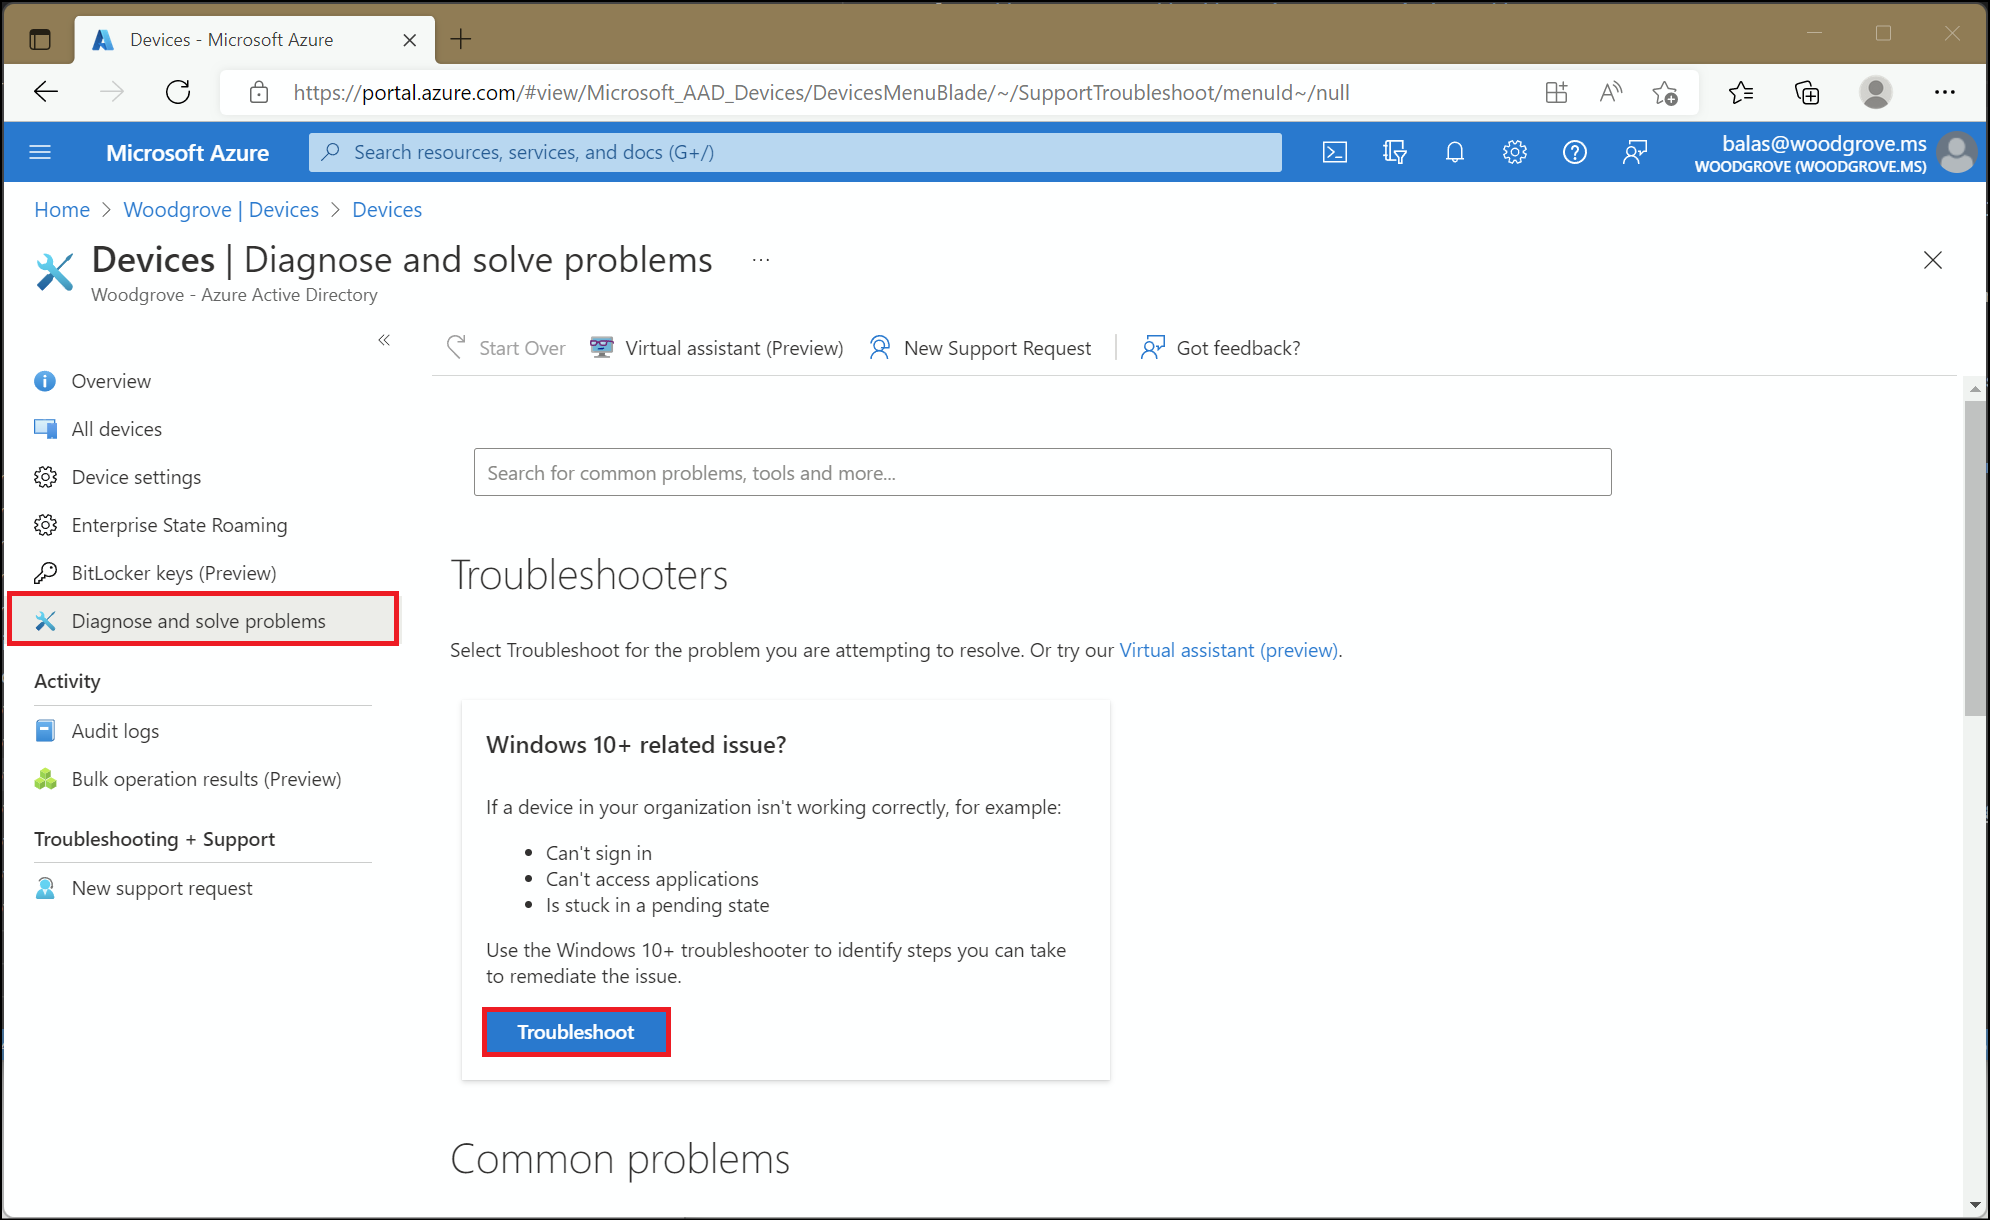 Devices - Microsoft Azure
https://portal.azure.com/#view/Microsoft_AAD_Devices/DevicesMenuBlade/~/SupportTroubleshoot/menuId~/null
Microsoft Azure
Search resources, services, and docs (G+/)
balas@woodgrove.ms
WOODGROVE (WOODGROVE.MS)
Home > Woodgrove | Devices > Devices
Devices | Diagnose and solve problems ...
Woodgrove - Azure Active Directory
Start Over
Virtual assistant (Preview)
New Support Request
Got feedback?
Overview
All devices
Device settings
Enterprise State Roaming
BitLocker keys (Preview)
Diagnose and solve problems
Activity
Audit logs
Bulk operation results (Preview)
Troubleshooting + Support
New support request
Search for common problems, tools and more...
Troubleshooters
Select Troubleshoot for the problem you are attempting to resolve. Or try our Virtual assistant (preview).
Windows 10+ related issue?
If a device in your organization isn't working correctly, for example:
• Can't sign in
• Can't access applications
• Is stuck in a pending state
Use the Windows 10+ troubleshooter to identify steps you can take
to remediate the issue.
Troubleshoot
Common problems